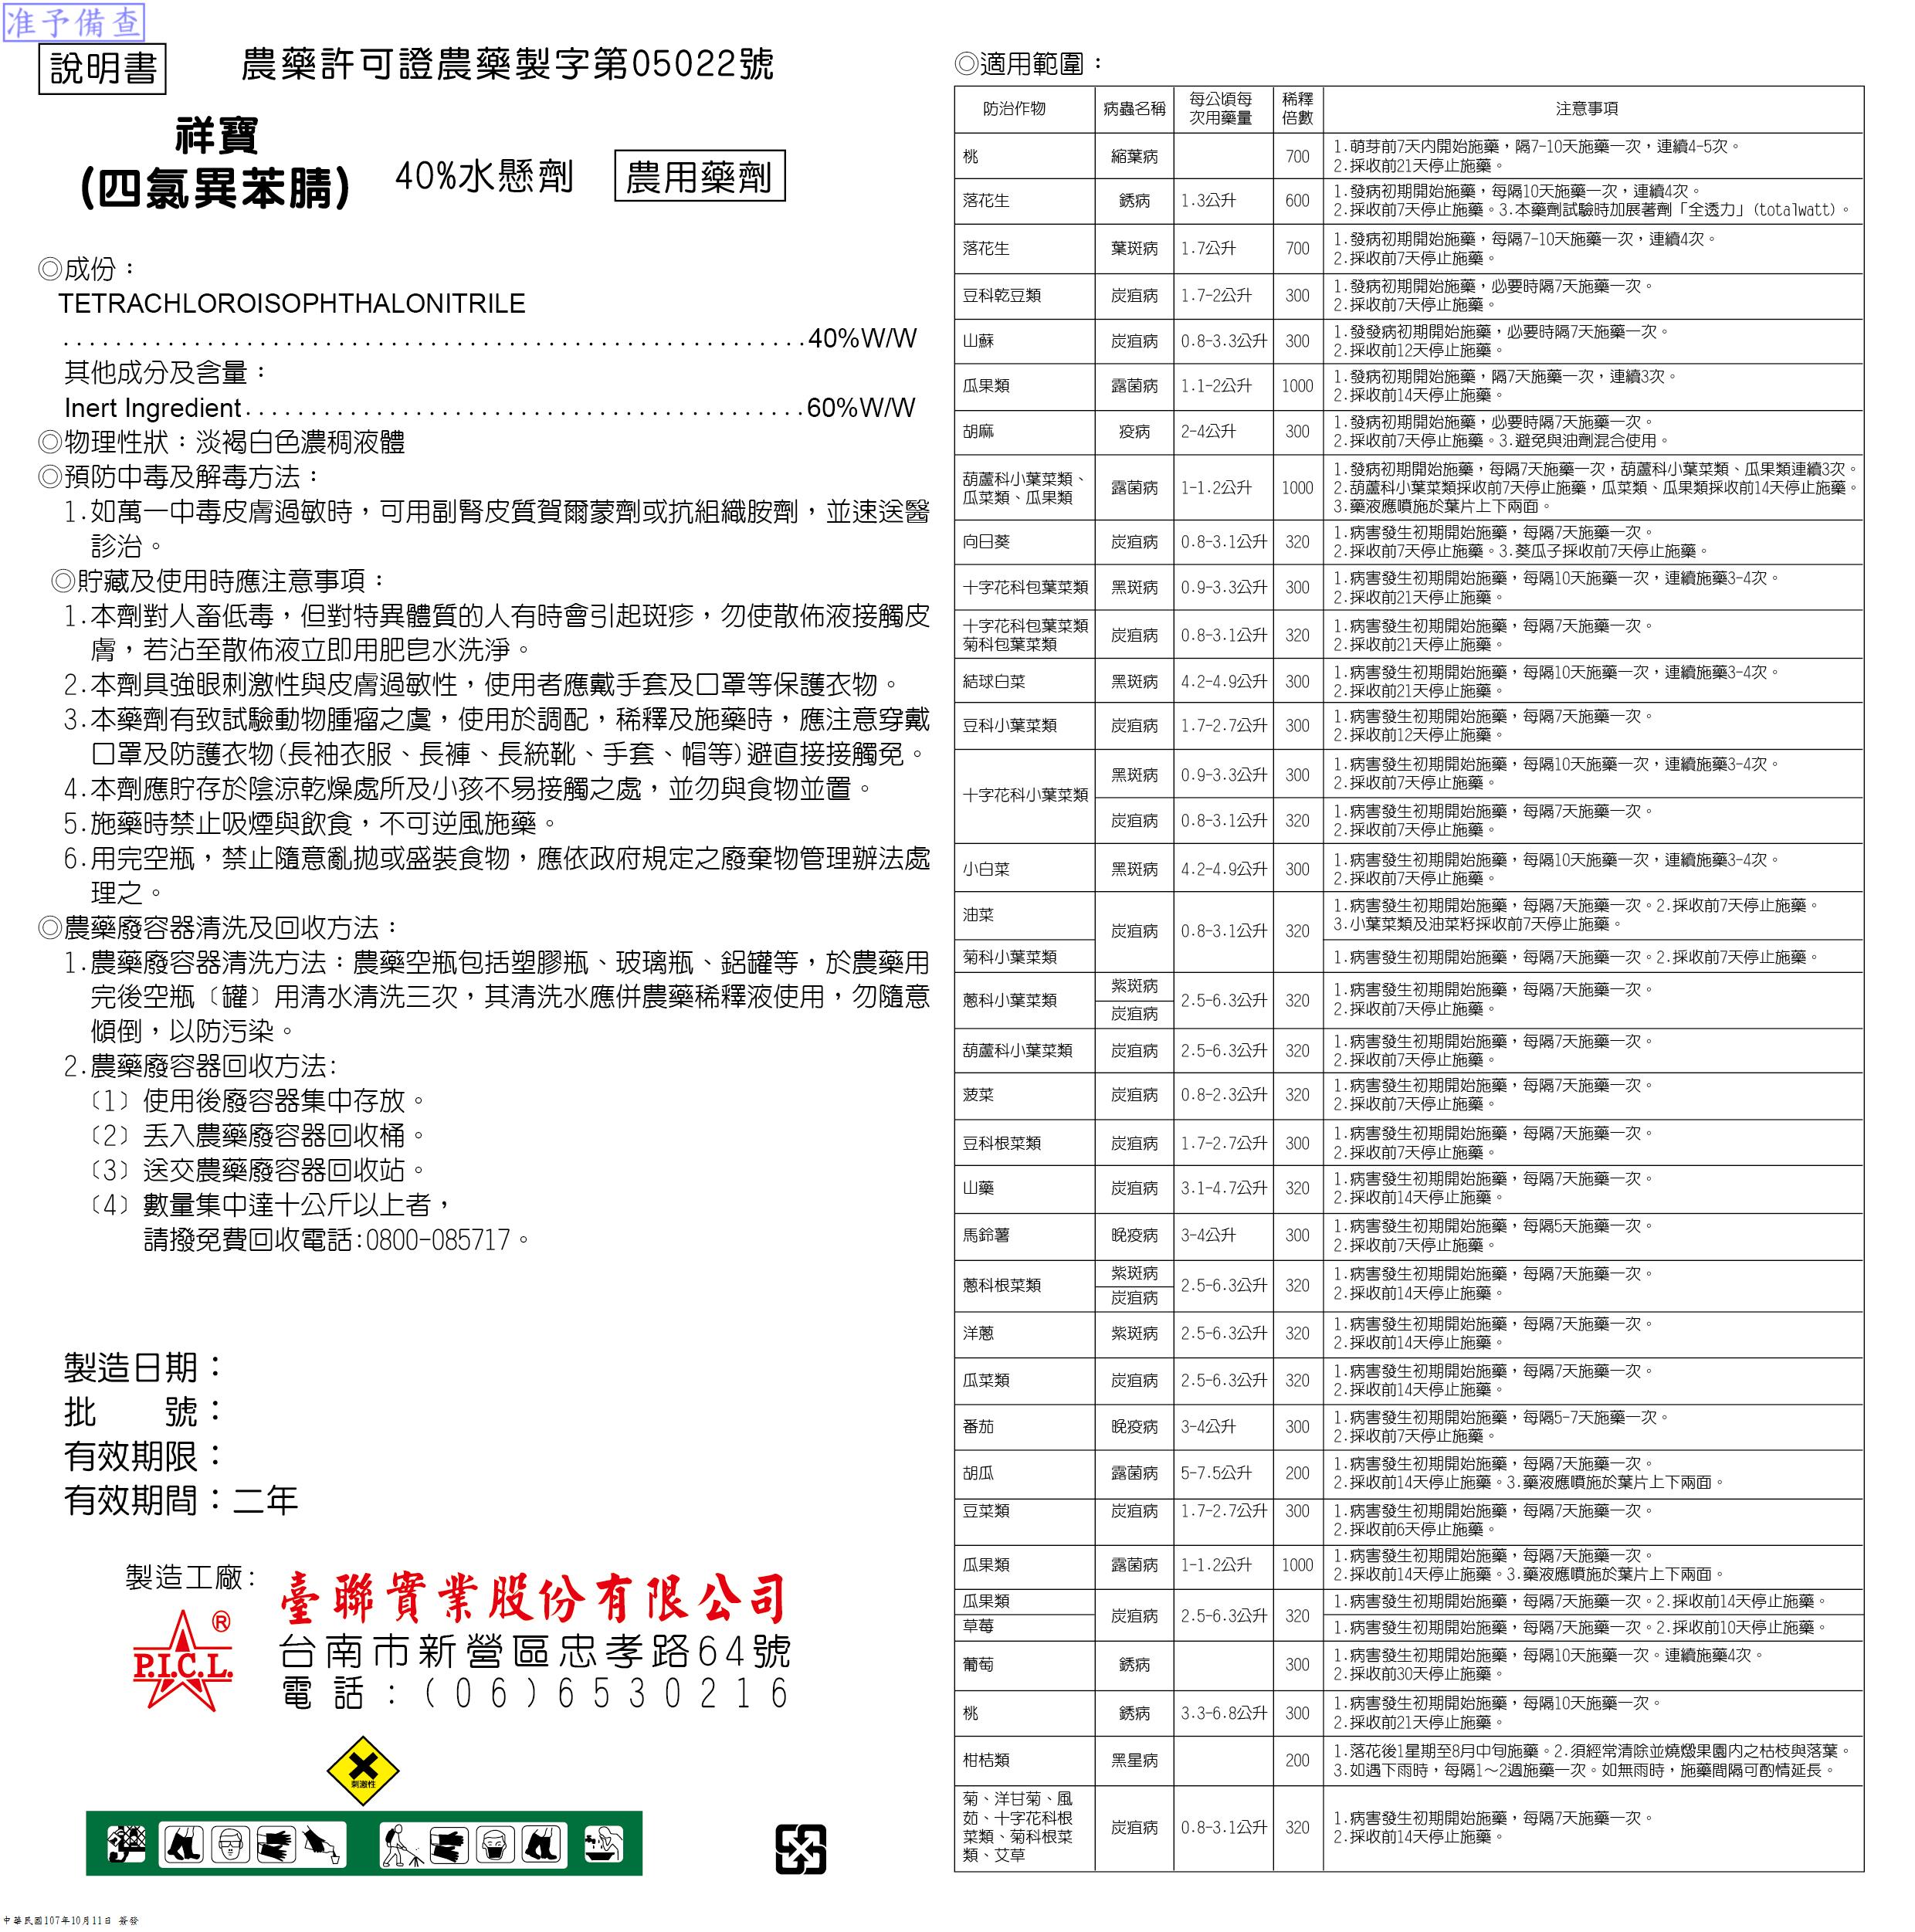 准予備查
說明書
農藥許可證農藥製字第05022號
祥寶
(四氯異苯腈)
40%水懸劑
農用藥劑
◎成份：
TETRACHLOROISOPHTHALONITRILE
.........................................................40%W/W
其他成分及含量：
Inert Ingredient...........................................60%W/W
◎物理性狀：淡褐白色濃稠液體
◎預防中毒及解毒方法：
1.如萬一中毒皮膚過敏時，可用副腎皮質賀爾蒙劑或抗組織胺劑，並速送醫
診治。
◎貯藏及使用時應注意事項：
1.本劑對人畜低毒，但對特異體質的人有時會引起斑疹，勿使散佈液接觸皮
膚，若沾至散佈液立即用肥皂水洗淨。
2.本劑具強眼刺激性與皮膚過敏性，使用者應戴手套及口罩等保護衣物。
3.本藥劑有致試驗動物腫瘤之虞，使用於調配，稀釋及施藥時，應注意穿戴
口罩及防護衣物(長袖衣服、長褲、長統靴、手套、帽等)避直接接觸免。
4.本劑應貯存於陰涼乾燥處所及小孩不易接觸之處，並勿與食物並置。
5.施藥時禁止吸煙與飲食，不可逆風施藥。
6.用完空瓶，禁止隨意亂拋或盛裝食物，應依政府規定之廢棄物管理辦法處
理之。
◎農藥廢容器清洗及回收方法：
1.農藥廢容器清洗方法：農藥空瓶包括塑膠瓶、玻璃瓶、鋁罐等，於農藥用
完後空瓶〔罐〕用清水清洗三次，其清洗水應併農藥稀釋液使用，勿隨意
傾倒，以防污染。
2.農藥廢容器回收方法:
〔1〕使用後廢容器集中存放。
〔2〕丟入農藥廢容器回收桶。
〔3〕送交農藥廢容器回收站。
〔4〕數量集中達十公斤以上者，
請撥免費回收電話:0800-085717。
製造日期：
批　　號：
有效期限：
有效期間：二年
製造工廠:
臺聯實業股份有限公司
台南市新營區忠孝路64號
電話：(06)6530216
®
P.I.C.L.
刺激性
中華民國107年10月11日 簽發
◎適用範圍：
防治作物 病蟲名稱 每公頃每 稀釋 注意事項
次用藥量 倍數
桃 縮葉病 700 1.萌芽前7天內開始施藥，隔7-10天施藥一次，連續4-5次。
2.採收前21天停止施藥。
落花生 銹病 1.3公升 600 1.發病初期開始施藥，每隔10天施藥一次，連續4次。
2.採收前7天停止施藥。3.本藥劑試驗時加展著劑「全透力」(totalwatt)。
落花生 葉斑病 1.7公升 700 1.發病初期開始施藥，每隔7-10天施藥一次，連續4次。
2.採收前7天停止施藥。
豆科乾豆類 炭疽病 1.7-2公升 300 1.發病初期開始施藥，必要時隔7天施藥一次。
2.採收前7天停止施藥。
山蘇 炭疽病 0.8-3.3公升 300 1.發發病初期開始施藥，必要時隔7天施藥一次。
2.採收前12天停止施藥。
瓜果類 露菌病 1.1-2公升 1000 1.發病初期開始施藥，隔7天施藥一次，連續3次。
2.採收前14天停止施藥。
胡麻 疫病 2-4公升 300 1.發病初期開始施藥，必要時隔7天施藥一次。
2.採收前7天停止施藥。3.避免與油劑混合使用。
葫蘆科小葉菜類、
瓜菜類、瓜果類 露菌病 1-1.2公升 1000 1.發病初期開始施藥，每隔7天施藥一次，葫蘆科小葉菜類、瓜果類連續3次。
2.葫蘆科小葉菜類採收前7天停止施藥，瓜菜類、瓜果類採收前14天停止施藥。
3.藥液應噴施於葉片上下兩面。
向日葵 炭疽病 0.8-3.1公升 320 1.病害發生初期開始施藥，每隔7天施藥一次。
2.採收前7天停止施藥。3.葵瓜子採收前7天停止施藥。
十字花科包葉菜類 黑斑病 0.9-3.3公升 300 1.病害發生初期開始施藥，每隔10天施藥一次，連續施藥3-4次。
2.採收前21天停止施藥。
十字花科包葉菜類
菊科包葉菜類 炭疽病 0.8-3.1公升 320 1.病害發生初期開始施藥，每隔7天施藥一次。
2.採收前21天停止施藥。
結球白菜 黑斑病 4.2-4.9公升 300 1.病害發生初期開始施藥，每隔10天施藥一次，連續施藥3-4次。
2.採收前21天停止施藥。
豆科小葉菜類 炭疽病 1.7-2.7公升 300 1.病害發生初期開始施藥，每隔7天施藥一次。
2.採收前12天停止施藥。
十字花科小葉菜類 黑斑病 0.9-3.3公升 300 1.病害發生初期開始施藥，每隔10天施藥一次，連續施藥3-4次。
2.採收前7天停止施藥。
炭疽病 0.8-3.1公升 320 1.病害發生初期開始施藥，每隔7天施藥一次。
2.採收前7天停止施藥。
小白菜 黑斑病 4.2-4.9公升 300 1.病害發生初期開始施藥，每隔10天施藥一次，連續施藥3-4次。
2.採收前7天停止施藥。
油菜 炭疽病 0.8-3.1公升 320 1.病害發生初期開始施藥，每隔7天施藥一次。2.採收前7天停止施藥。
3.小葉菜類及油菜籽採收前7天停止施藥。
菊科小葉菜類 1.病害發生初期開始施藥，每隔7天施藥一次。2.採收前7天停止施藥。
蔥科小葉菜類 紫斑病 2.5-6.3公升 320 1.病害發生初期開始施藥，每隔7天施藥一次。
炭疽病 2.採收前7天停止施藥。
葫蘆科小葉菜類 炭疽病 2.5-6.3公升 320 1.病害發生初期開始施藥，每隔7天施藥一次。
2.採收前7天停止施藥。
菠菜 炭疽病 0.8-2.3公升 320 1.病害發生初期開始施藥，每隔7天施藥一次。
2.採收前7天停止施藥。
豆科根菜類 炭疽病 1.7-2.7公升 300 1.病害發生初期開始施藥，每隔7天施藥一次。
2.採收前7天停止施藥。
山藥 炭疽病 3.1-4.7公升 320 1.病害發生初期開始施藥，每隔7天施藥一次。
2.採收前14天停止施藥。
馬鈴薯 晚疫病 3-4公升 300 1.病害發生初期開始施藥，每隔5天施藥一次。
2.採收前7天停止施藥。
蔥科根菜類 紫斑病 2.5-6.3公升 320 1.病害發生初期開始施藥，每隔7天施藥一次。
炭疽病 2.採收前14天停止施藥。
洋蔥 紫斑病 2.5-6.3公升 320 1.病害發生初期開始施藥，每隔7天施藥一次。
2.採收前14天停止施藥。
瓜菜類 炭疽病 2.5-6.3公升 320 1.病害發生初期開始施藥，每隔7天施藥一次。
2.採收前14天停止施藥。
番茄 晚疫病 3-4公升 300 1.病害發生初期開始施藥，每隔5-7天施藥一次。
2.採收前7天停止施藥。
胡瓜 露菌病 5-7.5公升 200 1.病害發生初期開始施藥，每隔7天施藥一次。
2.採收前14天停止施藥。3.藥液應噴施於葉片上下兩面。
豆菜類 炭疽病 1.7-2.7公升 300 1.病害發生初期開始施藥，每隔7天施藥一次。
2.採收前6天停止施藥。
瓜果類 露菌病 1-1.2公升 1000 1.病害發生初期開始施藥，每隔7天施藥一次。
2.採收前14天停止施藥。3.藥液應噴施於葉片上下兩面。
瓜果類 炭疽病 2.5-6.3公升 320 1.病害發生初期開始施藥，每隔7天施藥一次。2.採收前14天停止施藥。
草莓 1.病害發生初期開始施藥，每隔7天施藥一次。2.採收前10天停止施藥。
葡萄 銹病 300 1.病害發生初期開始施藥，每隔10天施藥一次。連續施藥4次。
2.採收前30天停止施藥。
桃 銹病 3.3-6.8公升 300 1.病害發生初期開始施藥，每隔10天施藥一次。
2.採收前21天停止施藥。
柑桔類 黑星病 200 1.落花後1星期至8月中旬施藥。2.須經常清除並燒燬果園內之枯枝與落葉。
3.如遇下雨時，每隔1～2週施藥一次。如無雨時，施藥間隔可酌情延長。
菊、洋甘菊、風
茹、十字花科根
菜類、菊科根菜
類、艾草 炭疽病 0.8-3.1公升 320 1.病害發生初期開始施藥，每隔7天施藥一次。
2.採收前14天停止施藥。